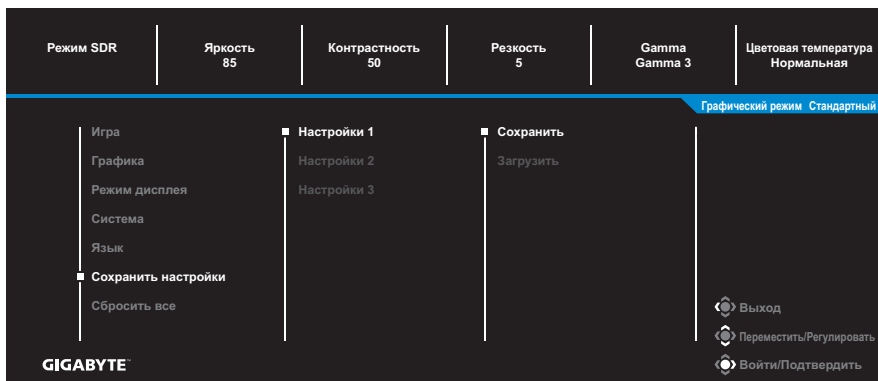 Режим SDR
Яркость
85
Контрастность
50
Резкость
5
Gamma
Gamma 3
Цветовая температура
Нормальная
Графический режим Стандартный
Игра
Графика
Режим дисплея
Система
Язык
Сохранить настройки
Сбросить все
Настройки 1
Настройки 2
Настройки 3
Сохранить
Загрузить
Выход
Переместить/Регулировать
Войти/Подтвердить
GIGABYTE™